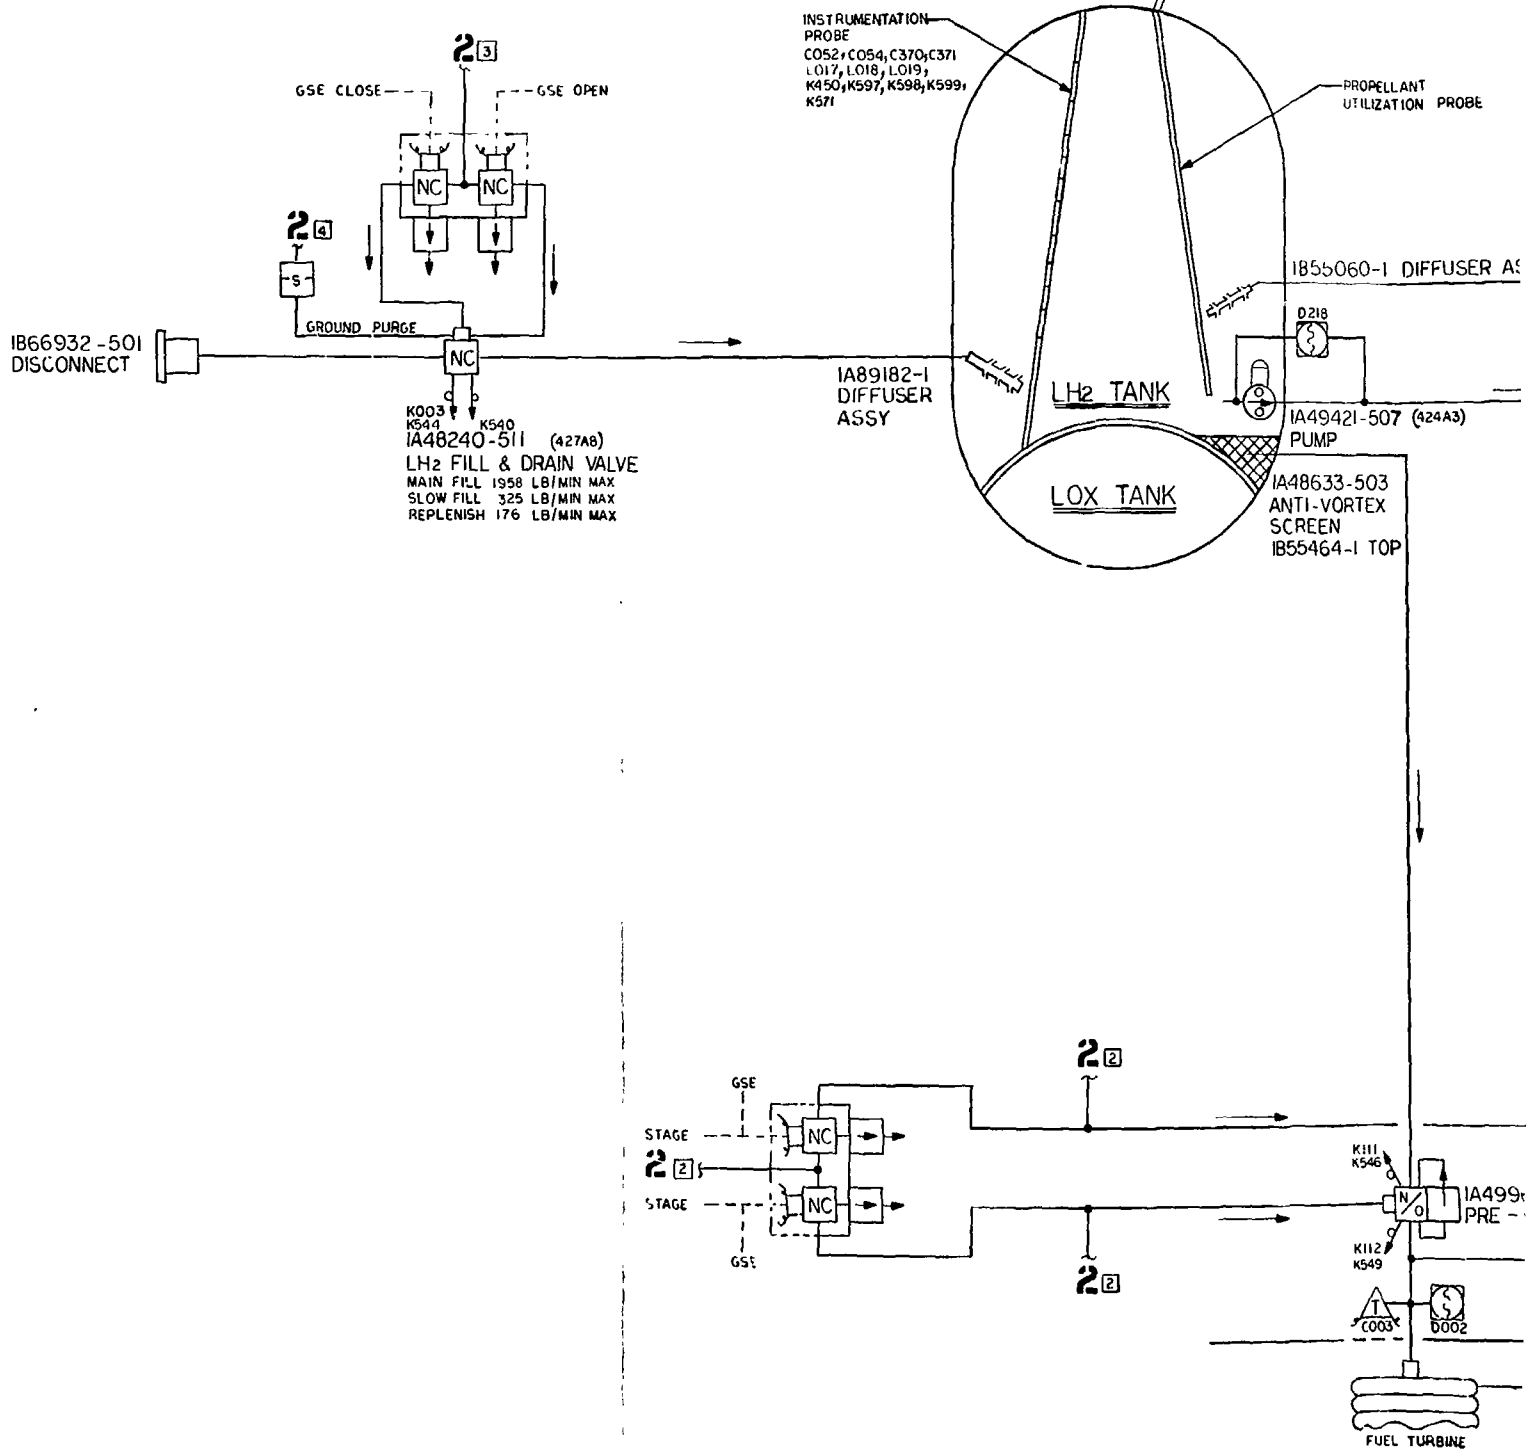 INSTRUMENTATION
PROBE
C052, C054, C370, C371
L017, L018, L019,
K450, K597, K598, K599,
K571
2 3
GSE CLOSE
GSE OPEN
PROPELLANT
UTILIZATION PROBE
NC
NC
2 4
S
GROUND PURGE
1B66932-501
DISCONNECT
NC
K003
K544
K540
1A48240-511 (427A8)
LH2 FILL & DRAIN VALVE
MAIN FILL 1958 LB/MIN MAX
SLOW FILL 325 LB/MIN MAX
REPLENISH 176 LB/MIN MAX
1A89182-1
DIFFUSER
ASSY
1B55060-1 DIFFUSER AS
D218
LH2 TANK
1A49421-507 (424A3)
PUMP
LOX TANK
1A48633-503
ANTI-VORTEX
SCREEN
1B55464-1 TOP
2 2
GSE
STAGE
NC
2 2
STAGE
NC
GSE
2 2
K111
K546
N/O
1A499
PRE-
K112
K549
T
C003
D002
FUEL TURBINE